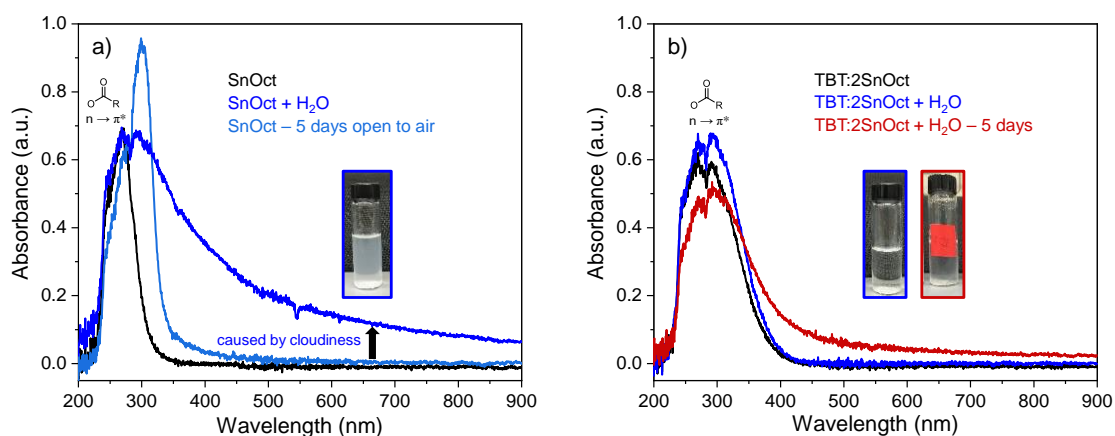 a)
SnOct
SnOct + H₂O
SnOct – 5 days open to air
O
O R
n → π*
caused by cloudiness
Absorbance (a.u.)
1.0
0.8
0.6
0.4
0.2
0.0
200 300 400 500 600 700 800 900
Wavelength (nm)
b)
TBT:2SnOct
TBT:2SnOct + H₂O
TBT:2SnOct + H₂O – 5 days
O
O R
n → π*
Absorbance (a.u.)
1.0
0.8
0.6
0.4
0.2
0.0
200 300 400 500 600 700 800 900
Wavelength (nm)